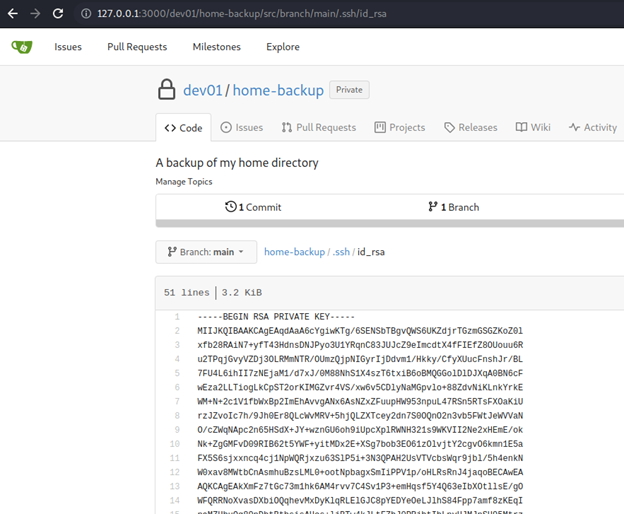 127.0.0.1:3000/dev01/home-backup/src/branch/main/.ssh/id_rsa
Issues Pull Requests Milestones Explore
dev01 / home-backup Private
Code Issues Pull Requests Projects Releases Wiki Activity
A backup of my home directory
Manage Topics
1 Commit 1 Branch
Branch: main home-backup / .ssh / id_rsa
51 lines 3.2 KiB
1 -----BEGIN RSA PRIVATE KEY-----
2 MIIJKQIBAAKCAgEAqdAaA6cYgiwKTg/6SENSbTBgvQWS6UKZdjrTGzmGSGZKoZ0l
3 xfb28RAiN7+yfT43HdnsDNJPyo3U1YRqnC83JUJcZ9eImcdtX4fFIEfZ8OUouu6R
4 u2TPqjGvyVZDj3OLRMmNTR/OUmzQjpNIGyrIjDdvm1/Hkky/CfyXUucFnshJr/BL
5 7FU4L6ihII7zNEjaM1/d7xJ/0M88NhS1X4szT6txiB6oBMQGGolDlDJXqA0BN6cF
6 wEza2LLTiogLkCpST2orKIMGZvr4VS/xw6v5CDlyNaMGpvlo+88ZdvNiKLnkYrkE
7 WM+N+2c1V1fbWxBp2ImEhAvvgANx6AsNZxZFuupHW953npuL47RSn5RTsFXOaKiU
8 rzJZvoIc7h/9Jh0Er8QLcWvMRV+5hjQLZXTcey2dn7S0OQnO2n3vb5FWtJeWVVaN
9 O/cZWqNApc2n65HSdX+JY+wznGU6oh9iUpcXplRWNH321s9WKVII2Ne2xHEmE/ok
10 Nk+ZgGMFvD09RIB62t5YWF+yitMDx2E+XSg7bob3EO61zOlvjtY2cgvO6kmn1E5a
11 FX5S6sjxxncq4cj1NpWQRjxzu63SlP5i+3N3QPAH2UsVTVcbsWqr9jbl/5h4enkN
12 W0xav8MWtbCnAsmhuBzsLML0+ootNpbagxSmIiPPV1p/oHLRsRnJ4jaqoBECAwEA
13 AQKCAgEAkXmFz7tGc73m1hk6AM4rvv7C4Sv1P3+emHqsf5Y4Q63eIbXOtllsE/gO
14 WFQRRNoXvasDXbiOQqhevMxDyKlqRLElGJC8pYEDYeOeLJlhS84Fpp7amf8zKEqI